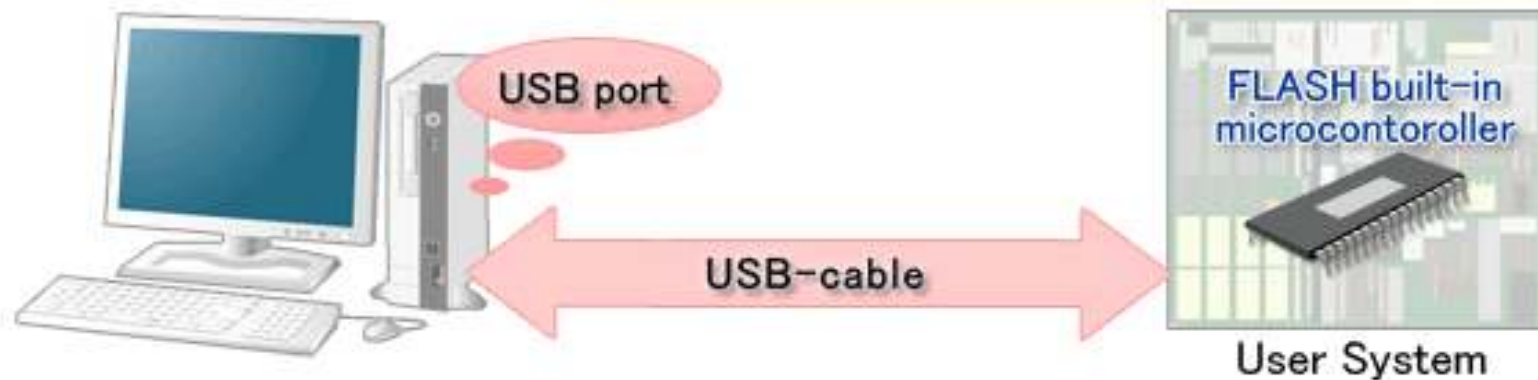 USB port
FLASH built-in
microcontoroller
USB-cable
User System